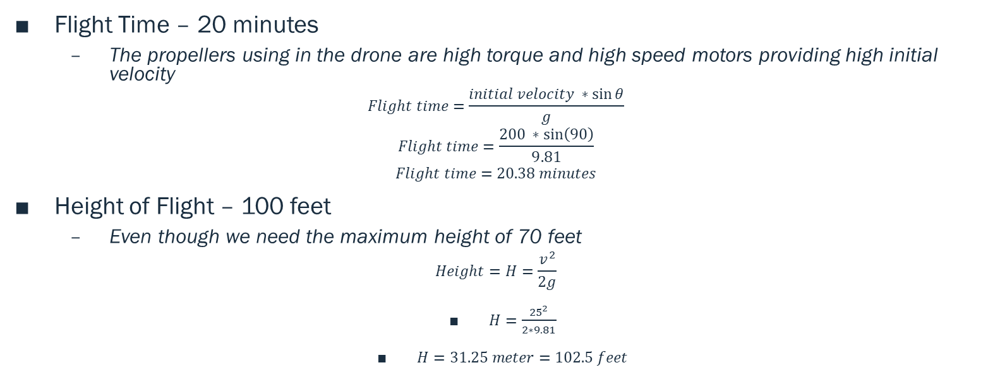 ■ Flight Time – 20 minutes
– The propellers using in the drone are high torque and high speed motors providing high initial
velocity
Flight time = \frac{initial velocity * sin θ}{g}
Flight time = \frac{200 * sin(90)}{9.81}
Flight time = 20.38 minutes
■ Height of Flight – 100 feet
– Even though we need the maximum height of 70 feet
Height = H = \frac{v^2}{2g}
■ H = \frac{25^2}{2*9.81}
■ H = 31.25 meter = 102.5 feet